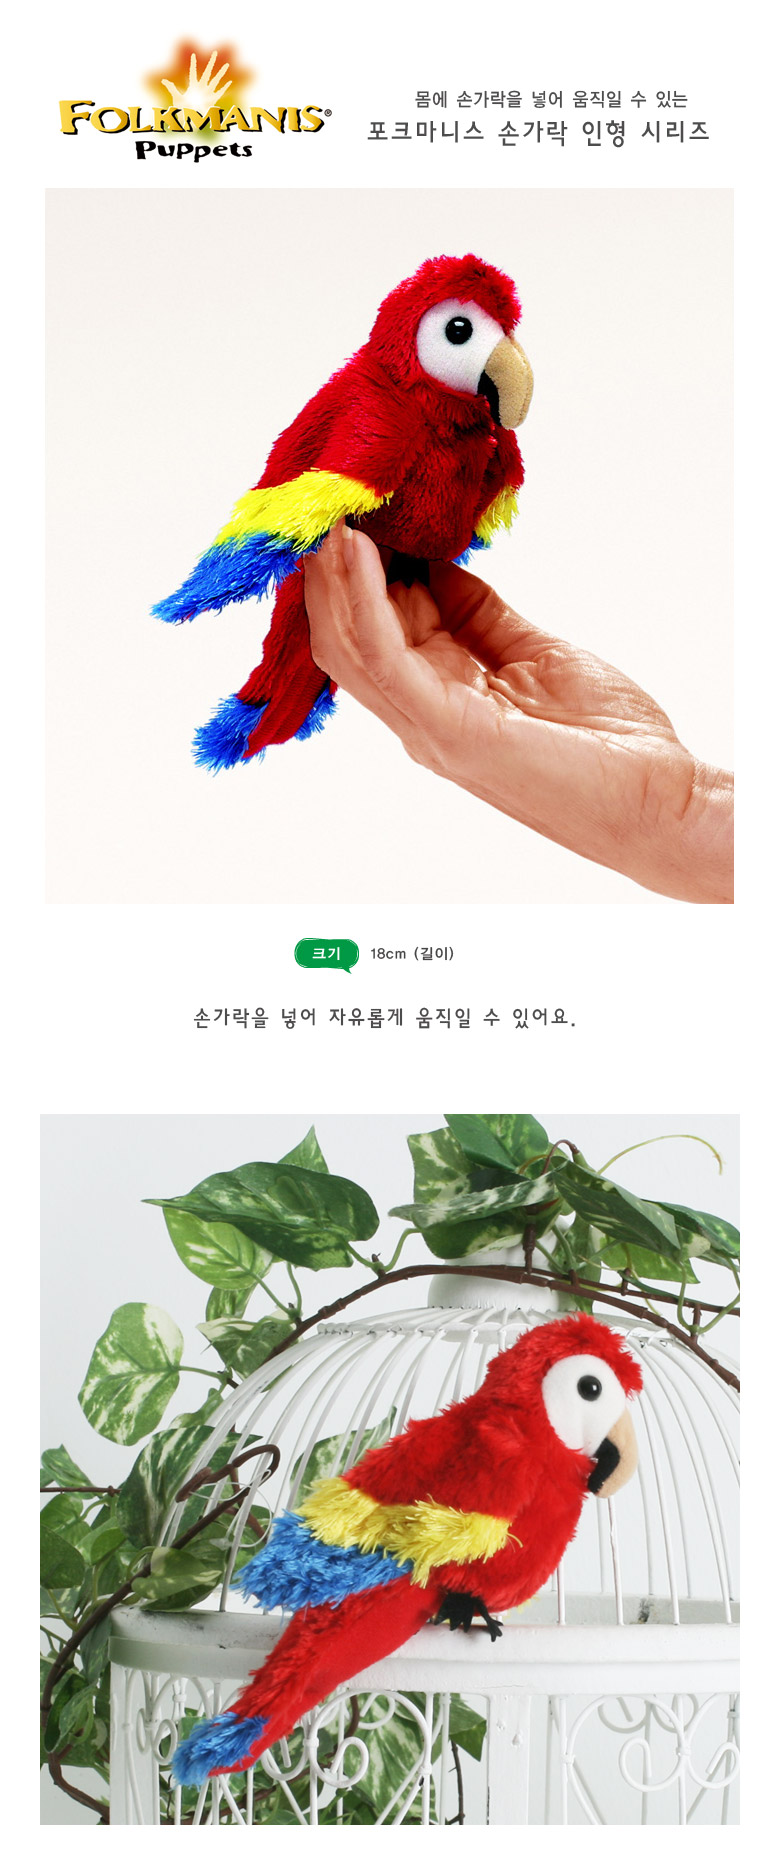 FOLKMANIS®
Puppets
몸에 손가락을 넣어 움직일 수 있는
포크마니스 손가락 인형 시리즈
크기 18cm (길이)
손가락을 넣어 자유롭게 움직일 수 있어요.